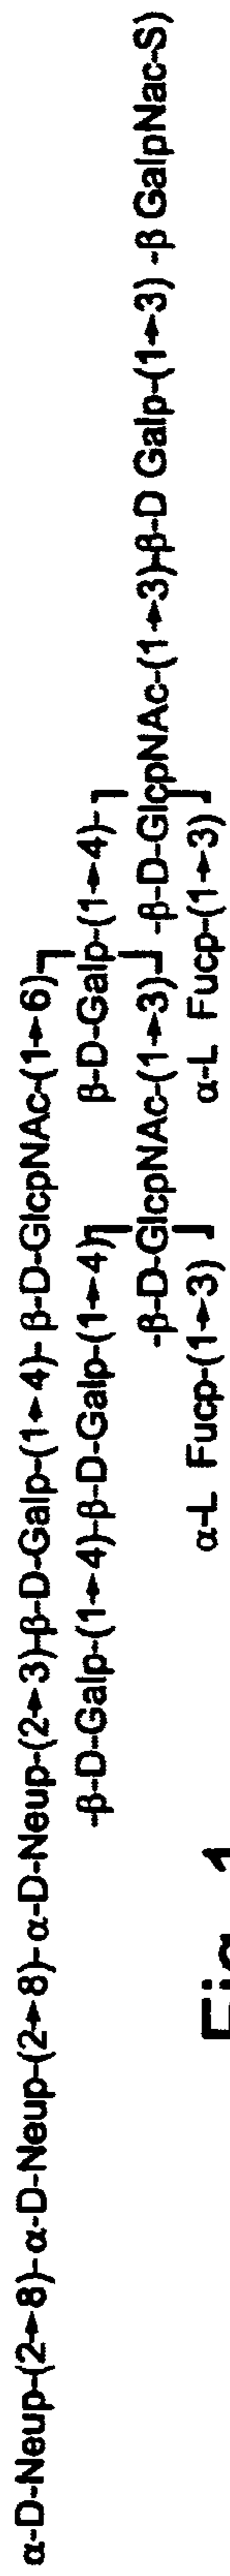 α-D-Neup-(2→8)-α-D-Neup-(2→8)-α-D-Neup-(2→3)-β-D-Galp-(1→4)- β-D-GlcpNAc-(1→6)
-β-D-Galp-(1→4)-β-D-Galp-(1→4) β-D-Galp-(1→4)-
-β-D-GlcpNAc-(1→3) -β-D-GlcpNAc-(1→3)-β-D Galp-(1→3) -β GalpNac-S)
α-L Fucp-(1→3) α-L Fucp-(1→3)